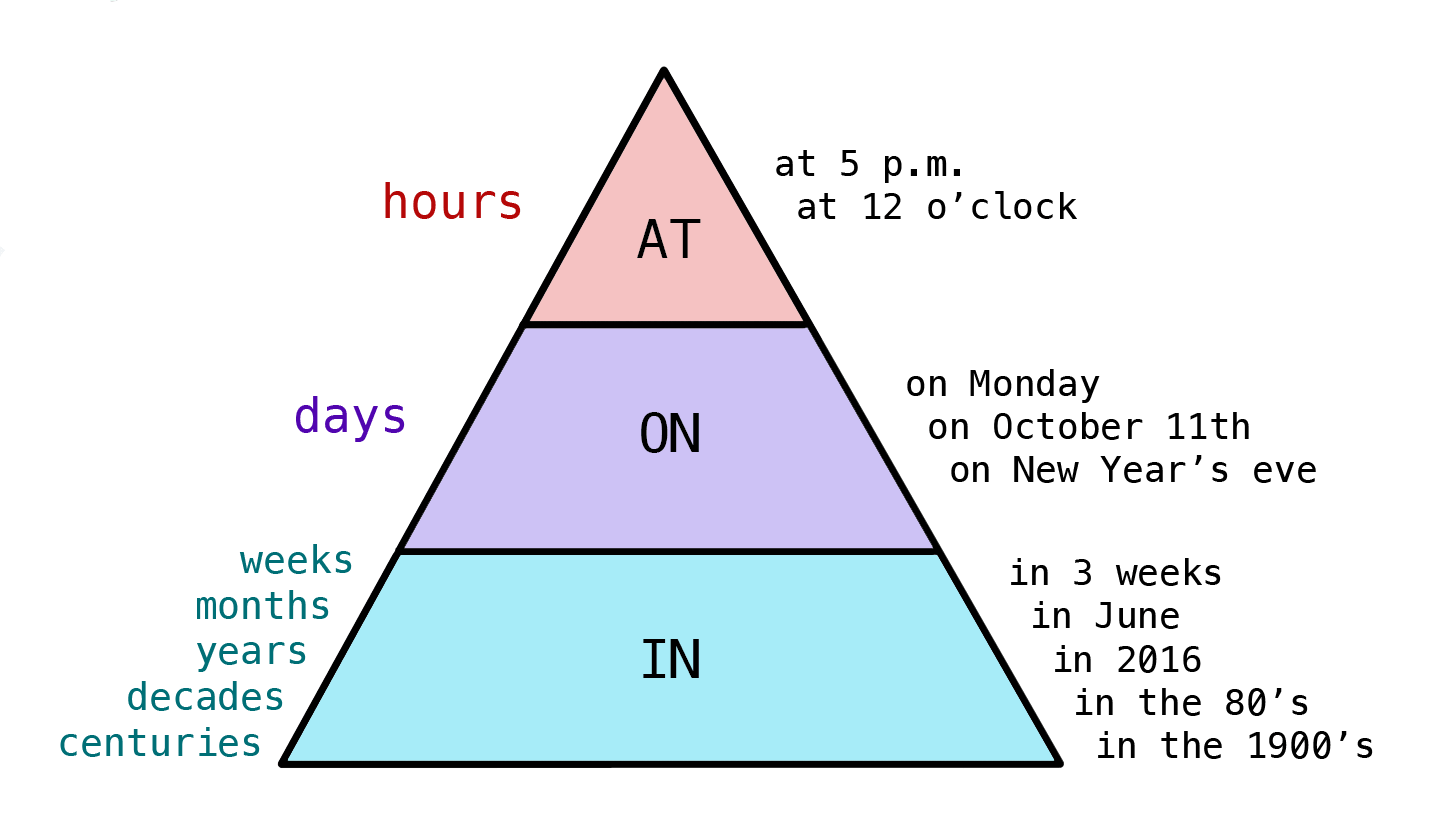 at 5 p.m.
hours
at 12 o’clock
AT
on Monday
days
on October 11th
ON
on New Year’s eve
weeks
in 3 weeks
months
in June
years
IN
in 2016
decades
in the 80’s
centuries
in the 1900’s